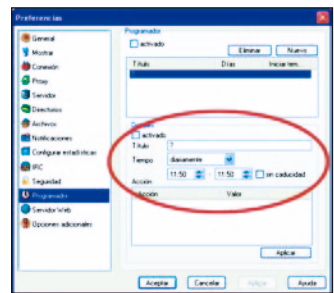 Preferencias
General
Mostrar
Conexión
Proxy
Servidor
Directorios
Archivos
Notificaciones
Configurar estadísticas
IRC
Seguridad
Programador
Servidor Web
Opciones adicionales
Programador
activado
Eliminar
Nuevo
Título
Días
?
activado
Título
?
Tiempo
diariamente
11:50
11:50
sin caducidad
Acción
Acción
Valor
Aplicar
Aceptar
Cancelar
Aplicar
Ayuda